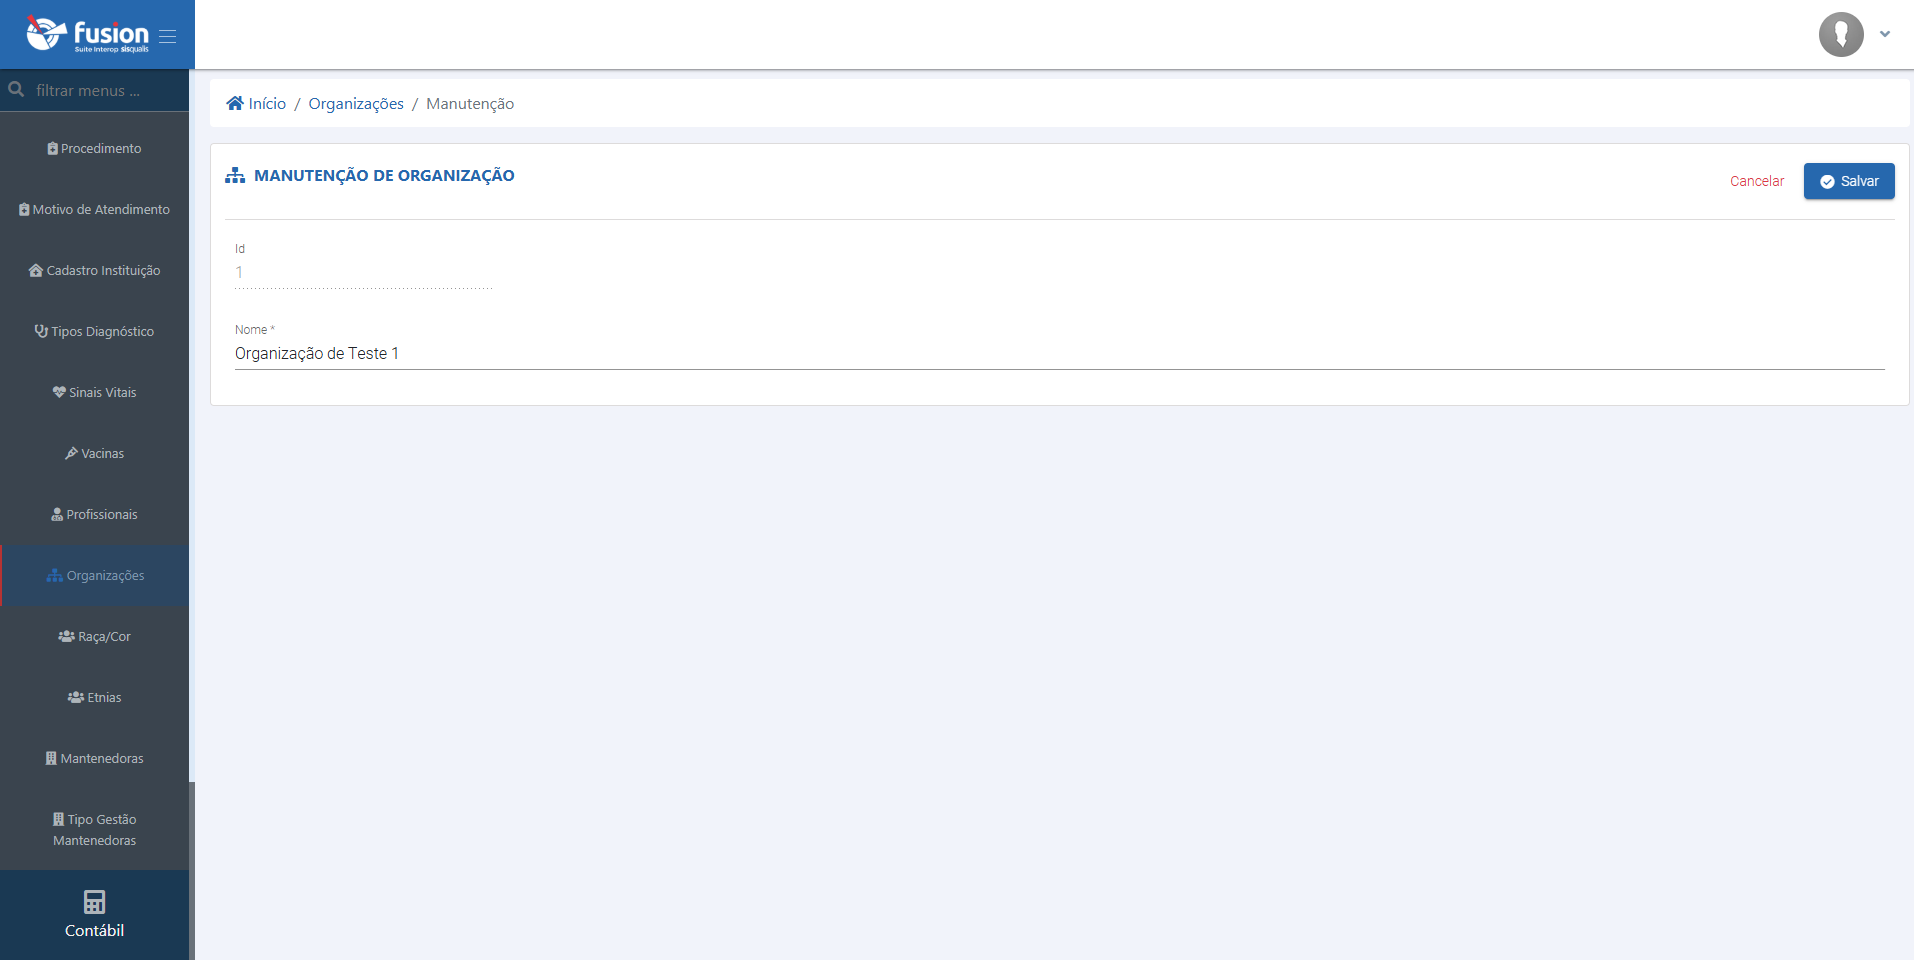 fusion
Suite Interop sisqualis
filtrar menus ...
Procedimento
Motivo de Atendimento
Cadastro Instituição
Tipos Diagnóstico
Sinais Vitais
Vacinas
Profissionais
Organizações
Raça/Cor
Etnias
Mantenedoras
Tipo Gestão
Mantenedoras
Contábil
Início / Organizações / Manutenção
MANUTENÇÃO DE ORGANIZAÇÃO
Cancelar
Salvar
Id
1
Nome *
Organização de Teste 1